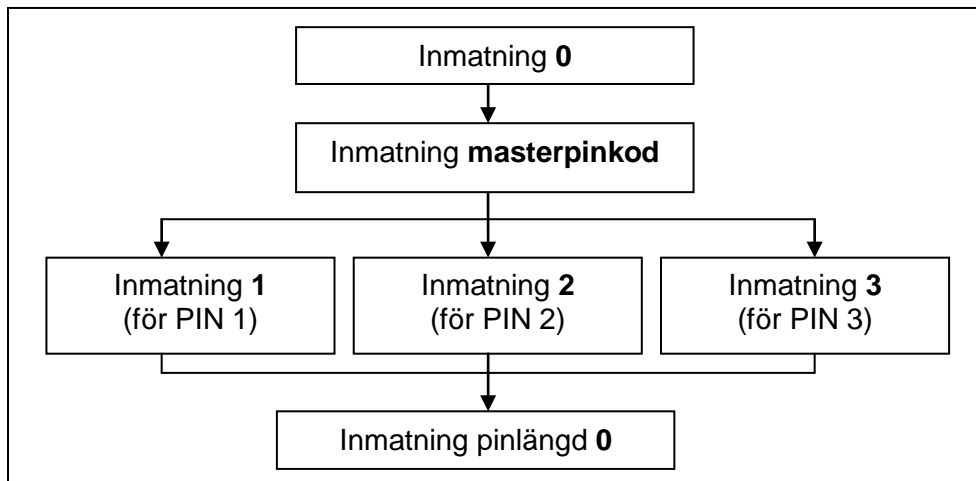 Inmatning 0
Inmatning masterpinkod
Inmatning 1
(för PIN 1)
Inmatning 2
(för PIN 2)
Inmatning 3
(för PIN 3)
Inmatning pinlängd 0